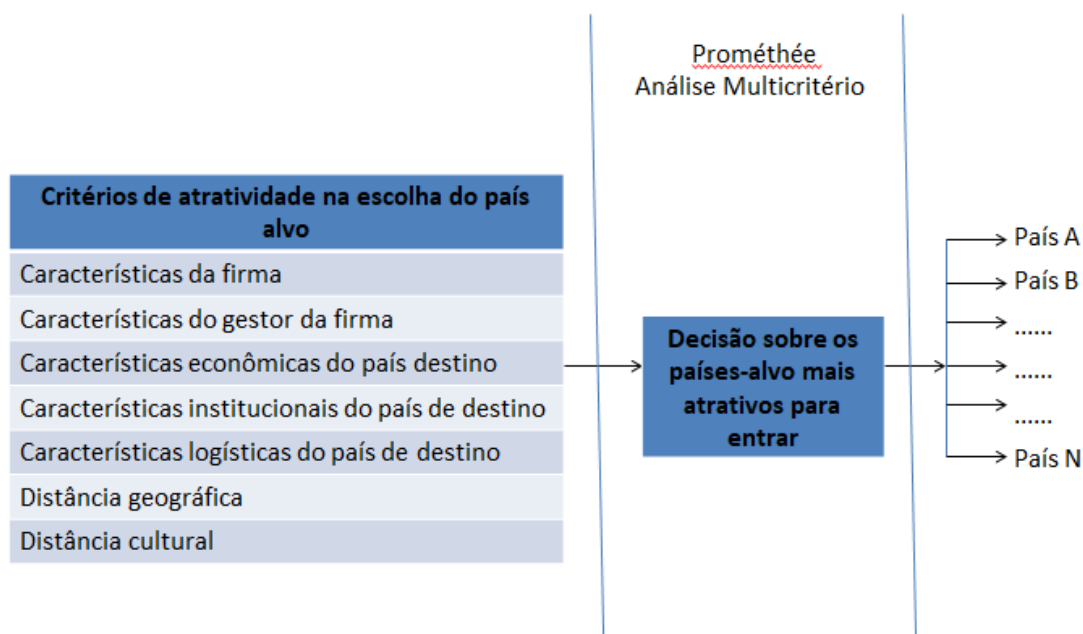 Prométhée
Análise Multicritério
Critérios de atratividade na escolha do país
alvo
Características da firma
Características do gestor da firma
Características econômicas do país destino
Características institucionais do país de destino
Características logísticas do país de destino
Distância geográfica
Distância cultural
Decisão sobre os
países-alvo mais
atrativos para
entrar
País A
País B
......
......
......
País N